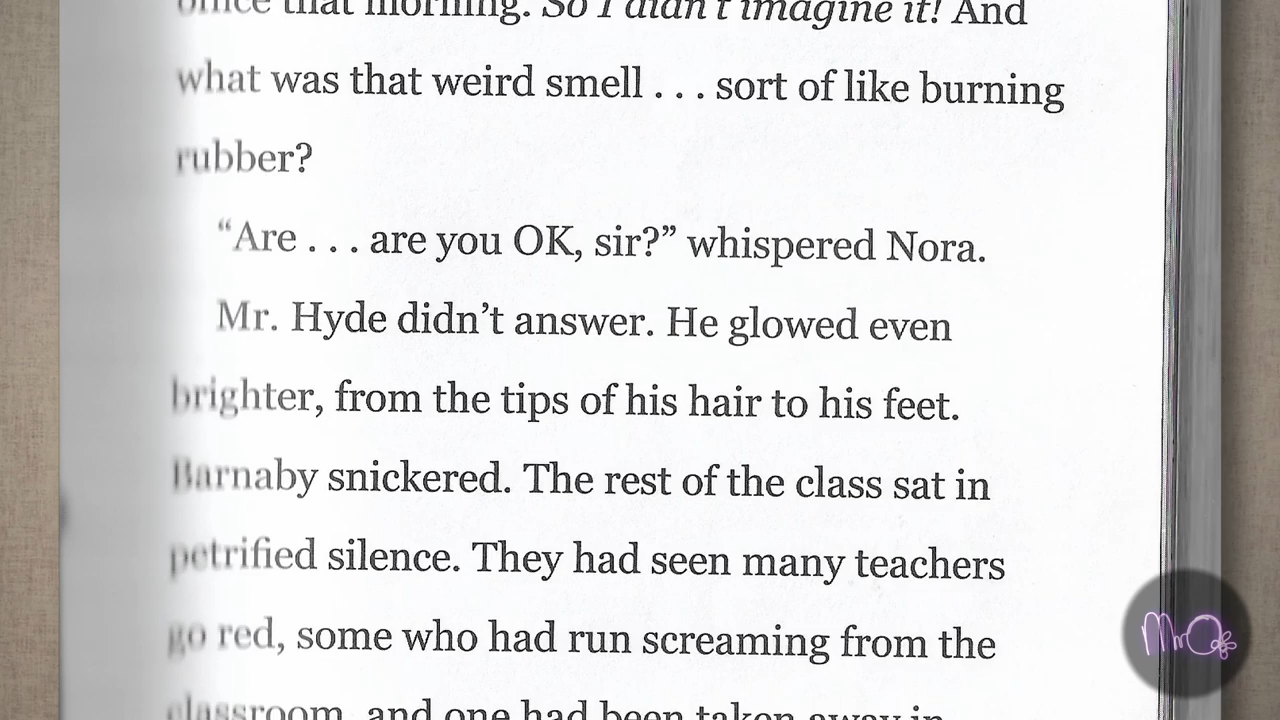 office that morning. So I didn't imagine it! And
what was that weird smell . . . sort of like burning
rubber?
“Are . . . are you OK, sir?” whispered Nora.
Mr. Hyde didn’t answer. He glowed even
brighter, from the tips of his hair to his feet.
Barnaby snickered. The rest of the class sat in
petrified silence. They had seen many teachers
go red, some who had run screaming from the
classroom, and one had been taken away in